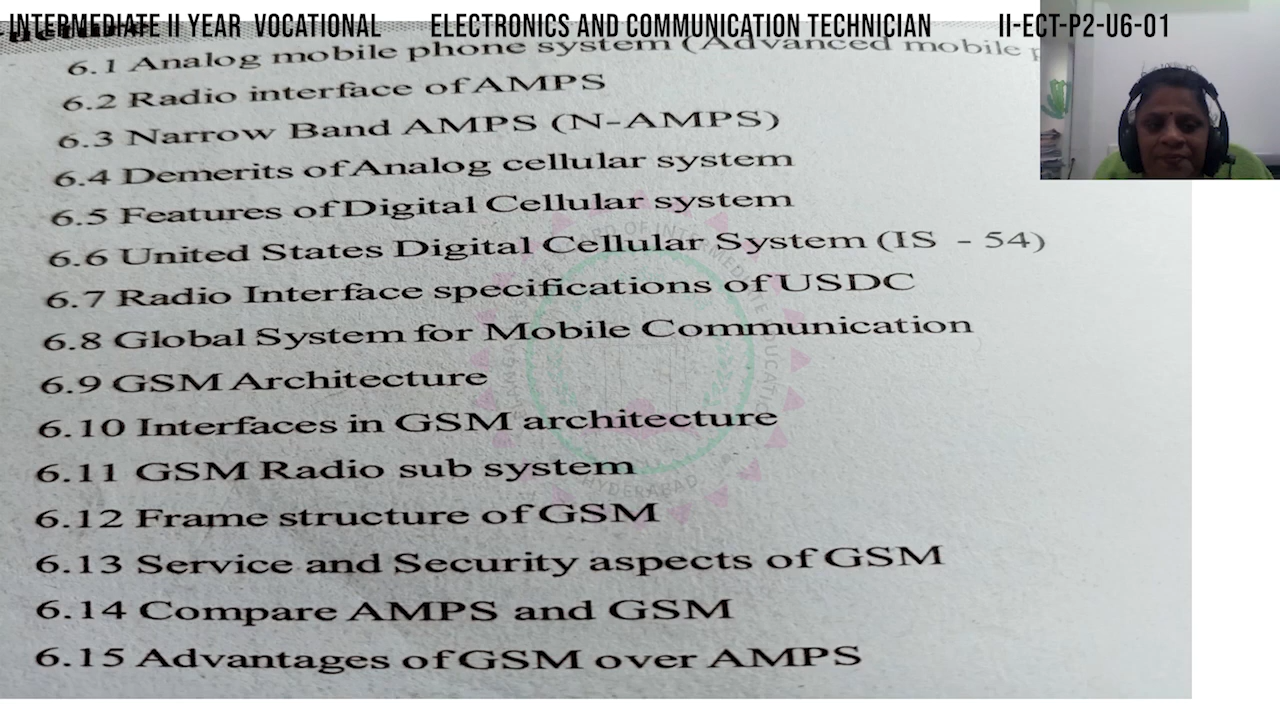 INTERMEDIATE II YEAR VOCATIONAL ELECTRONICS AND COMMUNICATION TECHNICIAN II-ECT-P2-U6-01
6.1 Analog mobile phone system (Advanced mobile
6.2 Radio interface of AMPS
6.3 Narrow Band AMPS (N-AMPS)
6.4 Demerits of Analog cellular system
6.5 Features of Digital Cellular system
6.6 United States Digital Cellular System (IS - 54)
6.7 Radio Interface specifications of USDC
6.8 Global System for Mobile Communication
6.9 GSM Architecture
6.10 Interfaces in GSM architecture
6.11 GSM Radio sub system
6.12 Frame structure of GSM
6.13 Service and Security aspects of GSM
6.14 Compare AMPS and GSM
6.15 Advantages of GSM over AMPS
HYDERABAD